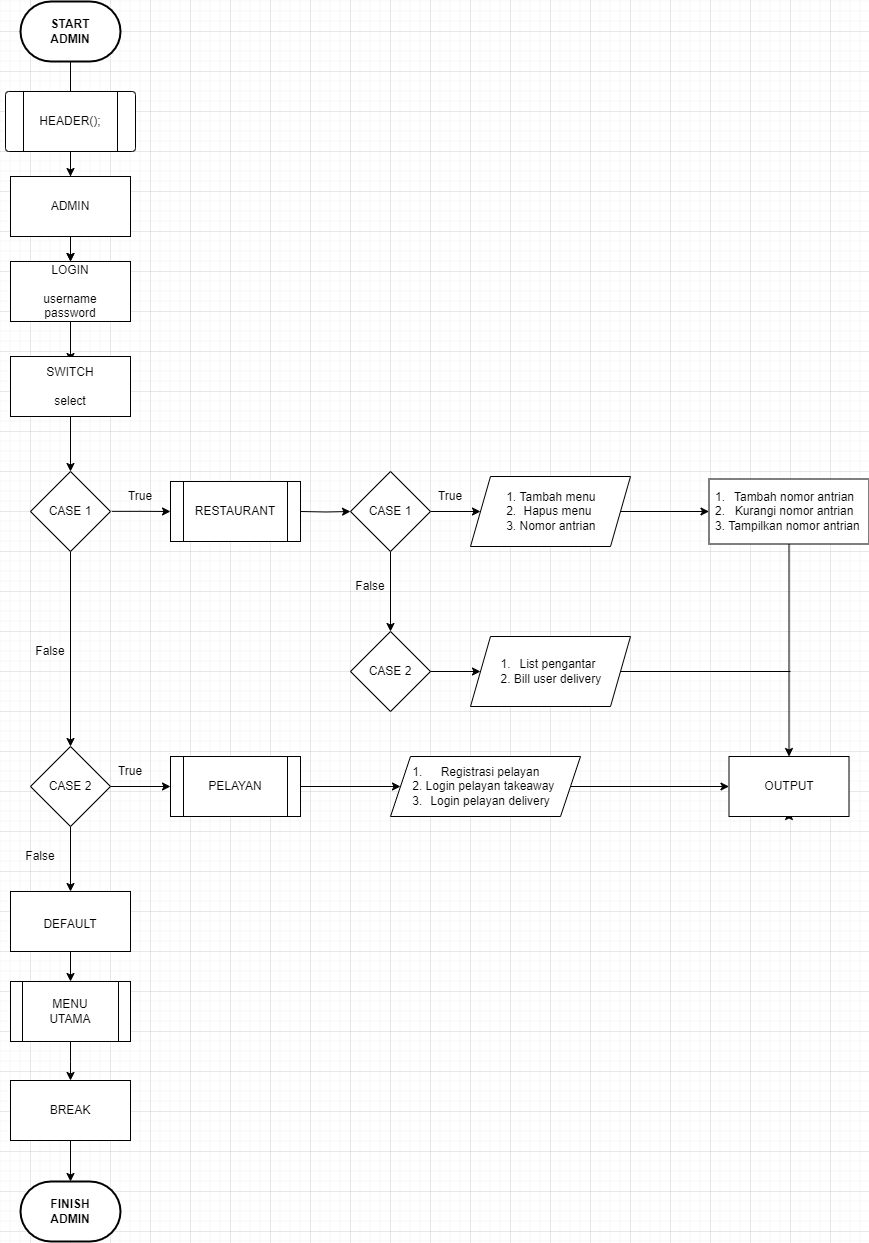 START
ADMIN
HEADER();
ADMIN
LOGIN
username
password
SWITCH
select
CASE 1
True
RESTAURANT
CASE 1
True
1. Tambah menu
2. Hapus menu
3. Nomor antrian
1. Tambah nomor antrian
2. Kurangi nomor antrian
3. Tampilkan nomor antrian
False
False
CASE 2
1. List pengantar
2. Bill user delivery
CASE 2
True
PELAYAN
1. Registrasi pelayan
2. Login pelayan takeaway
3. Login pelayan delivery
OUTPUT
False
DEFAULT
MENU
UTAMA
BREAK
FINISH
ADMIN